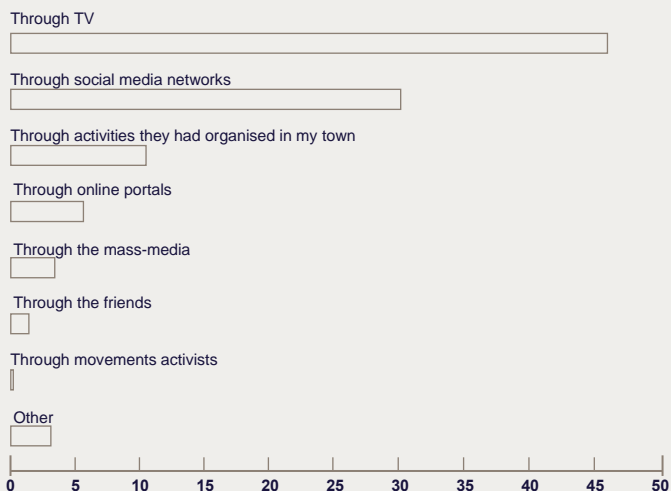 Through TV
Through social media networks
Through activities they had organised in my town
Through online portals
Through the mass-media
Through the friends
Through movements activists
Other
0 5 10 15 20 25 30 35 40 45 50